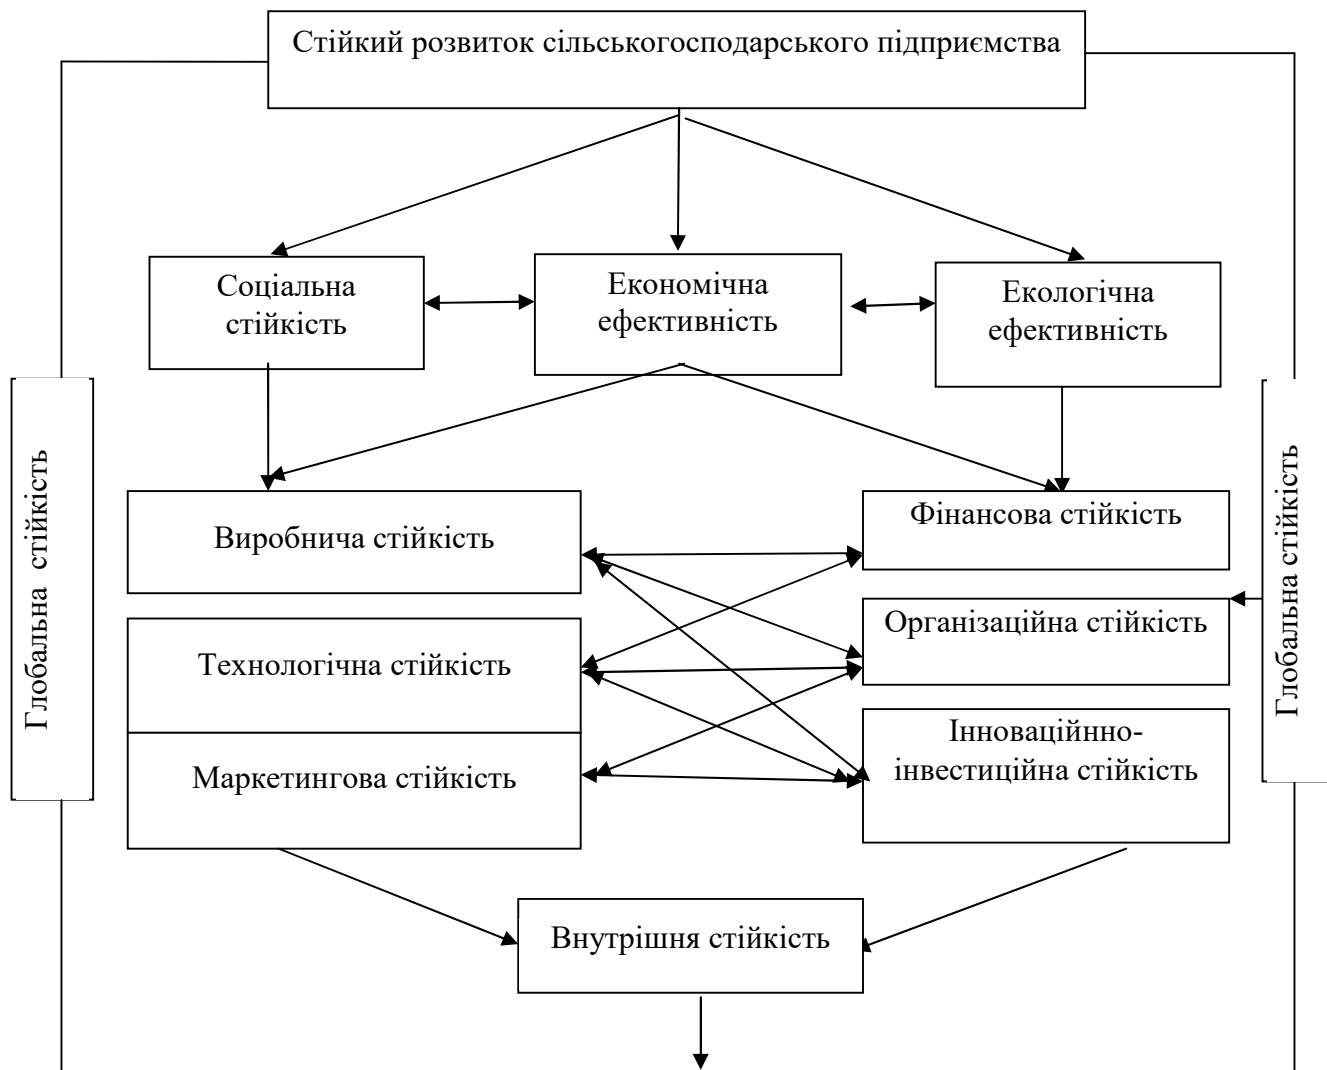 Стійкий розвиток сільськогосподарського підприємства
Соціальна
стійкість
Економічна
ефективність
Екологічна
ефективність
Глобальна стійкість
Глобальна стійкість
Виробнича стійкість
Фінансова стійкість
Організаційна стійкість
Технологічна стійкість
Інноваційнно-
інвестиційна стійкість
Маркетингова стійкість
Внутрішня стійкість